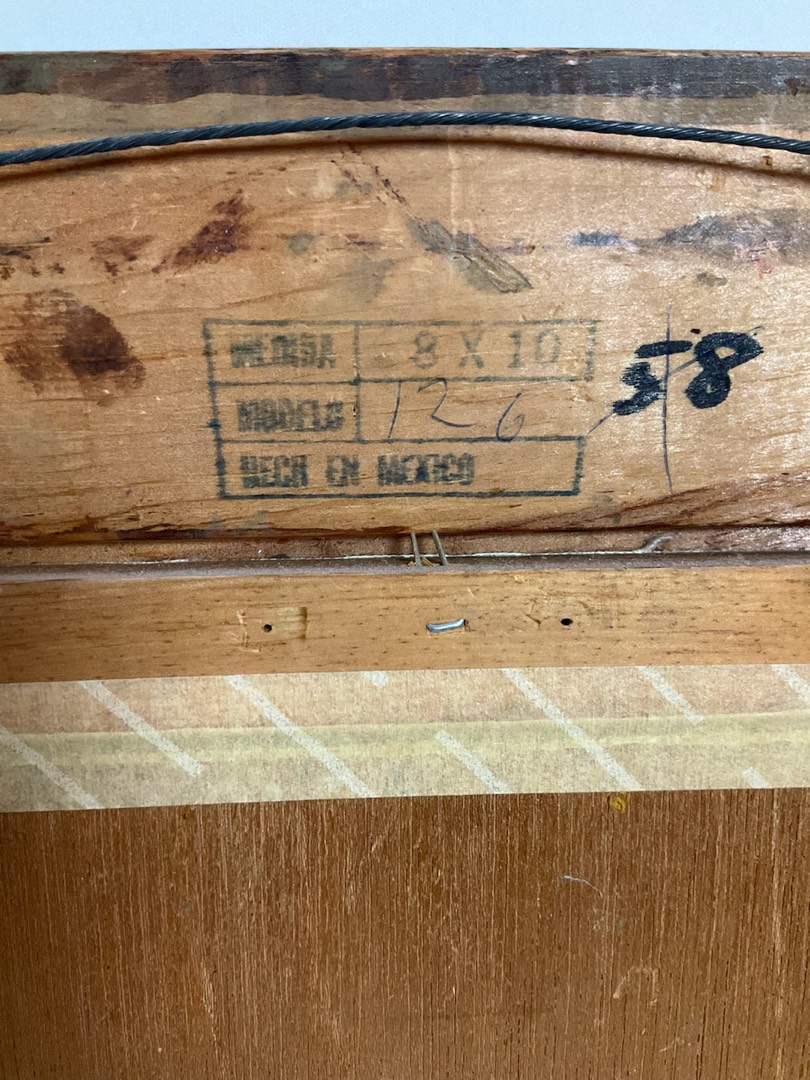 MEDIDA 8 X 10
MODELO 126
HECH EN MEXICO
58